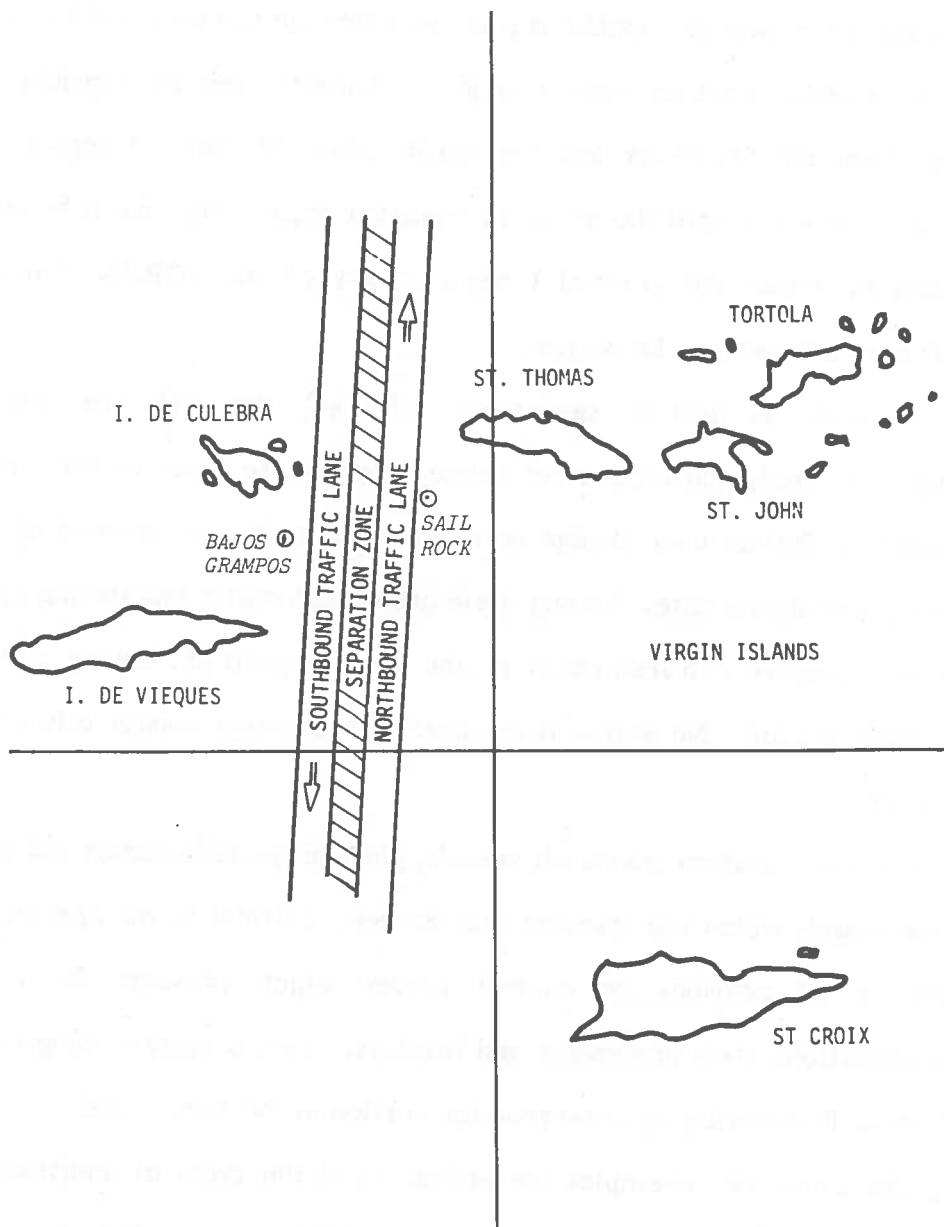 TORTOLA
ST. THOMAS
I. DE CULEBRA
ST. JOHN
SAIL
ROCK
BAJOS
GRAMPOS
SOUTHBOUND TRAFFIC LANE
SEPARATION ZONE
NORTHBOUND TRAFFIC LANE
VIRGIN ISLANDS
I. DE VIEQUES
ST CROIX